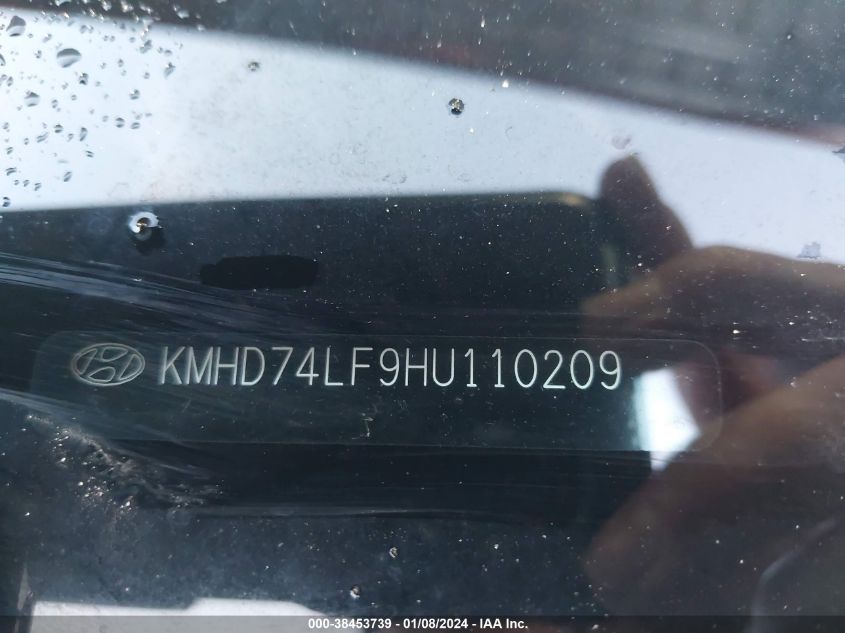 KMHD74LF9HU110209
000-38453739 - 01/08/2024 - IAA Inc.